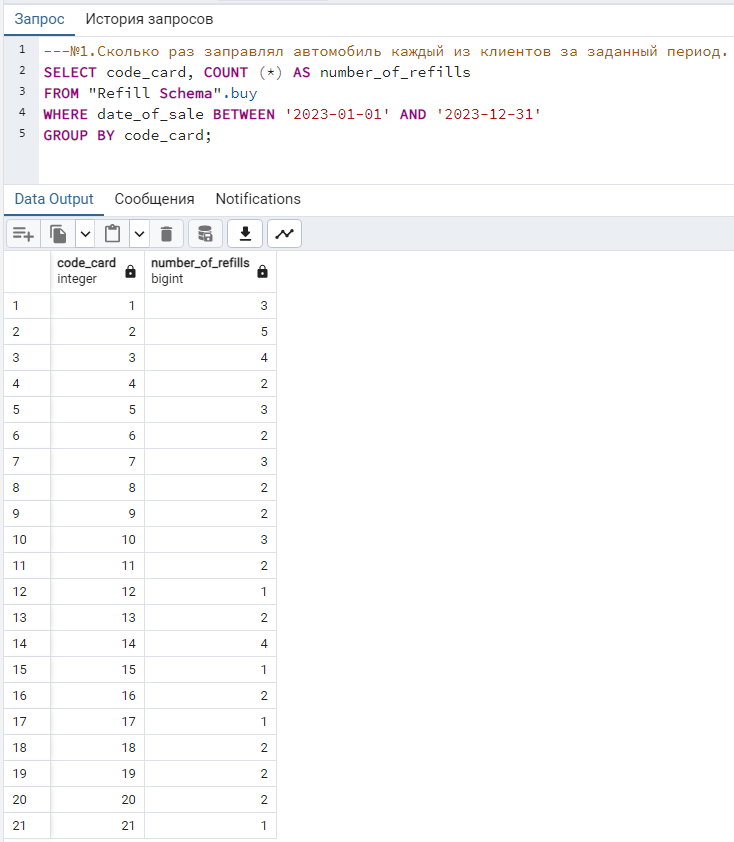 Запрос История запросов
1 ---№1.Сколько раз заправлял автомобиль каждый из клиентов за заданный период.
2 SELECT code_card, COUNT (*) AS number_of_refills
3 FROM "Refill Schema".buy
4 WHERE date_of_sale BETWEEN '2023-01-01' AND '2023-12-31'
5 GROUP BY code_card;
Data Output Сообщения Notifications
code_card number_of_refills
integer bigint
1 1 3
2 2 5
3 3 4
4 4 2
5 5 3
6 6 2
7 7 3
8 8 2
9 9 2
10 10 3
11 11 2
12 12 1
13 13 2
14 14 4
15 15 1
16 16 2
17 17 1
18 18 2
19 19 2
20 20 2
21 21 1